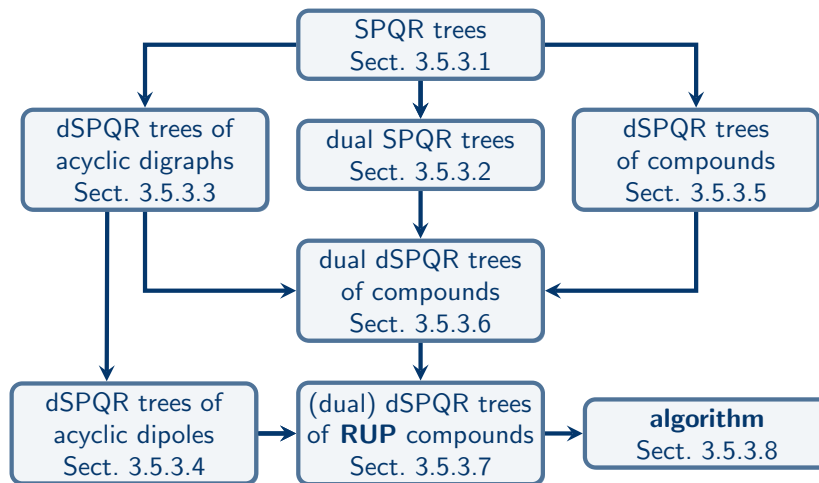 SPQR trees
Sect. 3.5.3.1
dSPQR trees of
acyclic digraphs
Sect. 3.5.3.3
dual SPQR trees
Sect. 3.5.3.2
dSPQR trees
of compounds
Sect. 3.5.3.5
dual dSPQR trees
of compounds
Sect. 3.5.3.6
dSPQR trees of
acyclic dipoles
Sect. 3.5.3.4
(dual) dSPQR trees
of RUP compounds
Sect. 3.5.3.7
algorithm
Sect. 3.5.3.8